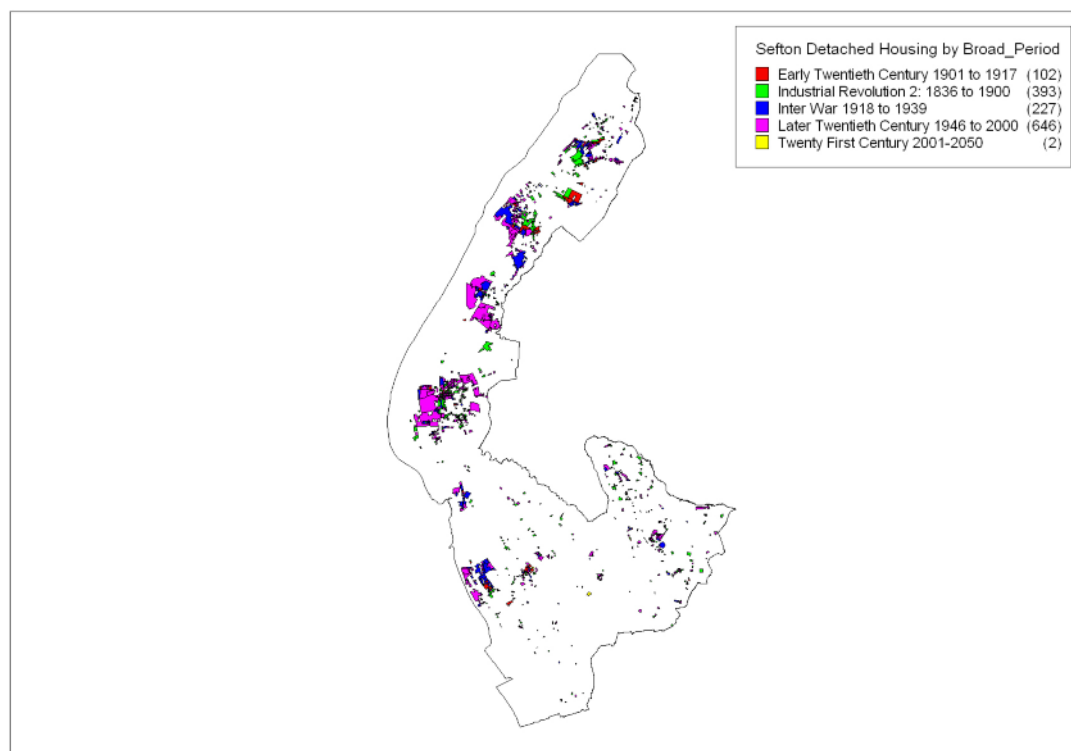 Sefton Detached Housing by Broad_Period
Early Twentieth Century 1901 to 1917 (102)
Industrial Revolution 2: 1836 to 1900 (393)
Inter War 1918 to 1939 (227)
Later Twentieth Century 1946 to 2000 (646)
Twenty First Century 2001-2050 (2)